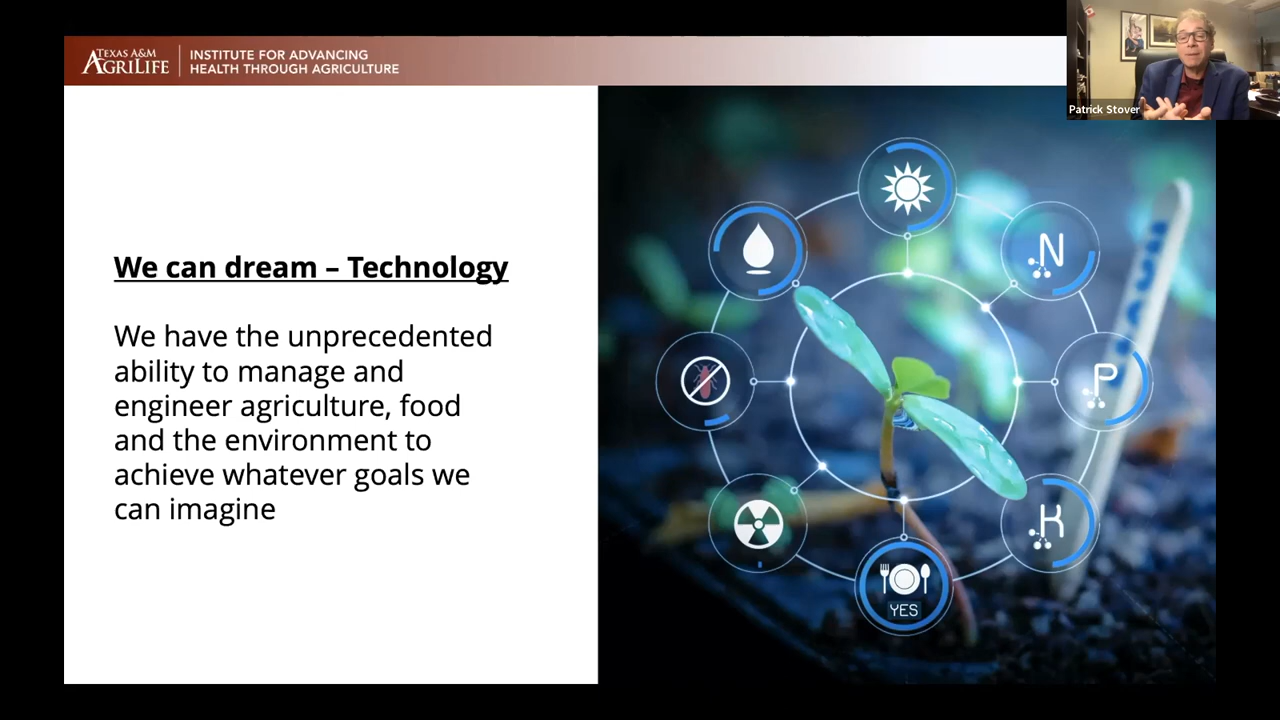 TEXAS A&M
AGRILIFE
INSTITUTE FOR ADVANCING
HEALTH THROUGH AGRICULTURE
Patrick Stover
We can dream – Technology
We have the unprecedented
ability to manage and
engineer agriculture, food
and the environment to
achieve whatever goals we
can imagine
N
P
K
YES